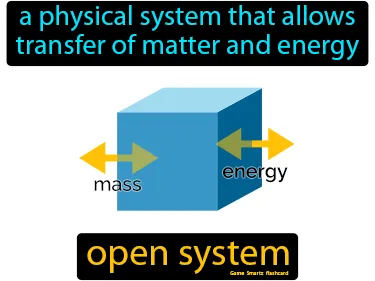 a physical system that allows
transfer of matter and energy
mass
energy
open system
Game Smartz flashcard